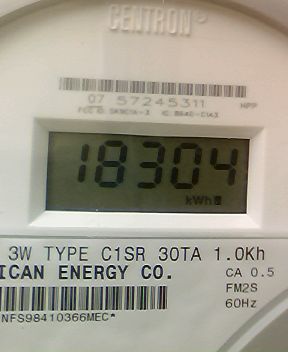 CENTRON®
07 57245311 HPP
18304
kWh
3W TYPE C1SR 30TA 1.0Kh
ICAN ENERGY CO. CA 0.5
FM2S
60Hz
NFS98410366MEC*